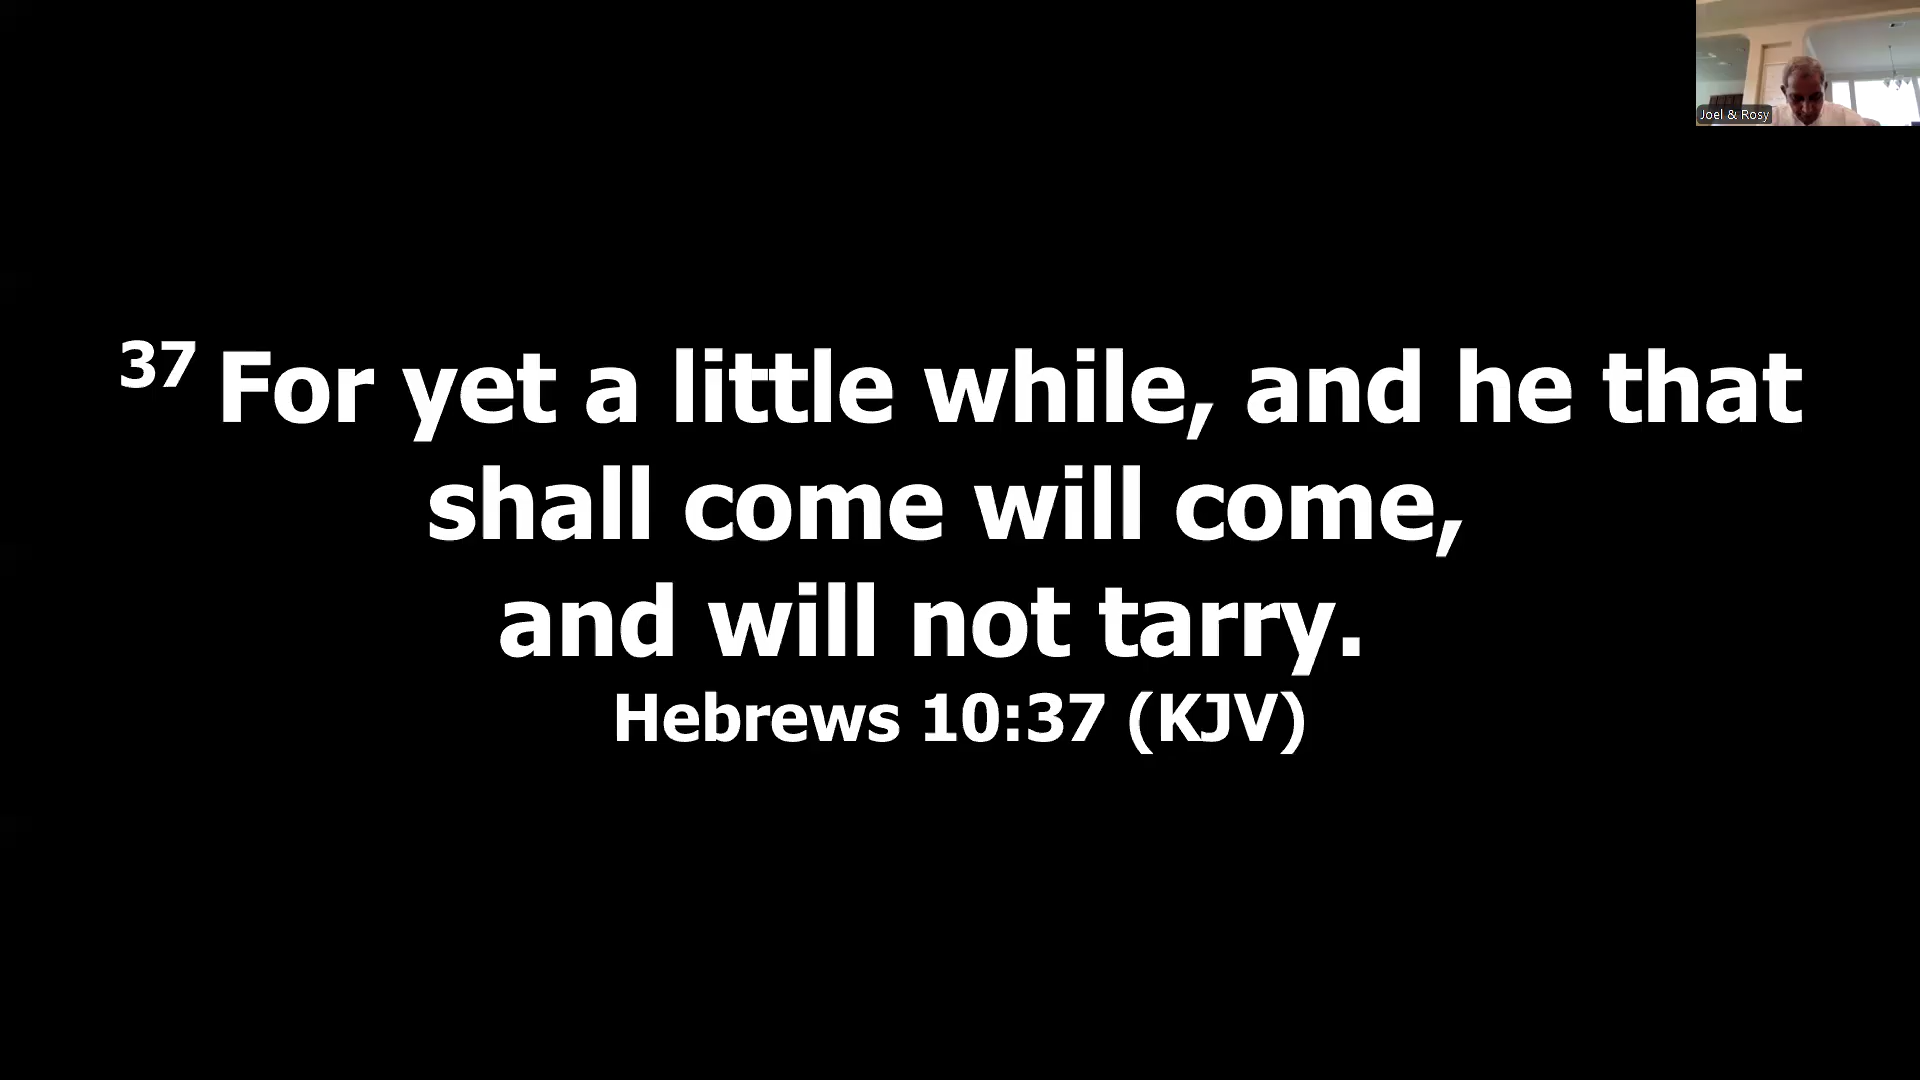 Joel & Rosy
37 For yet a little while, and he that
shall come will come,
and will not tarry.
Hebrews 10:37 (KJV)